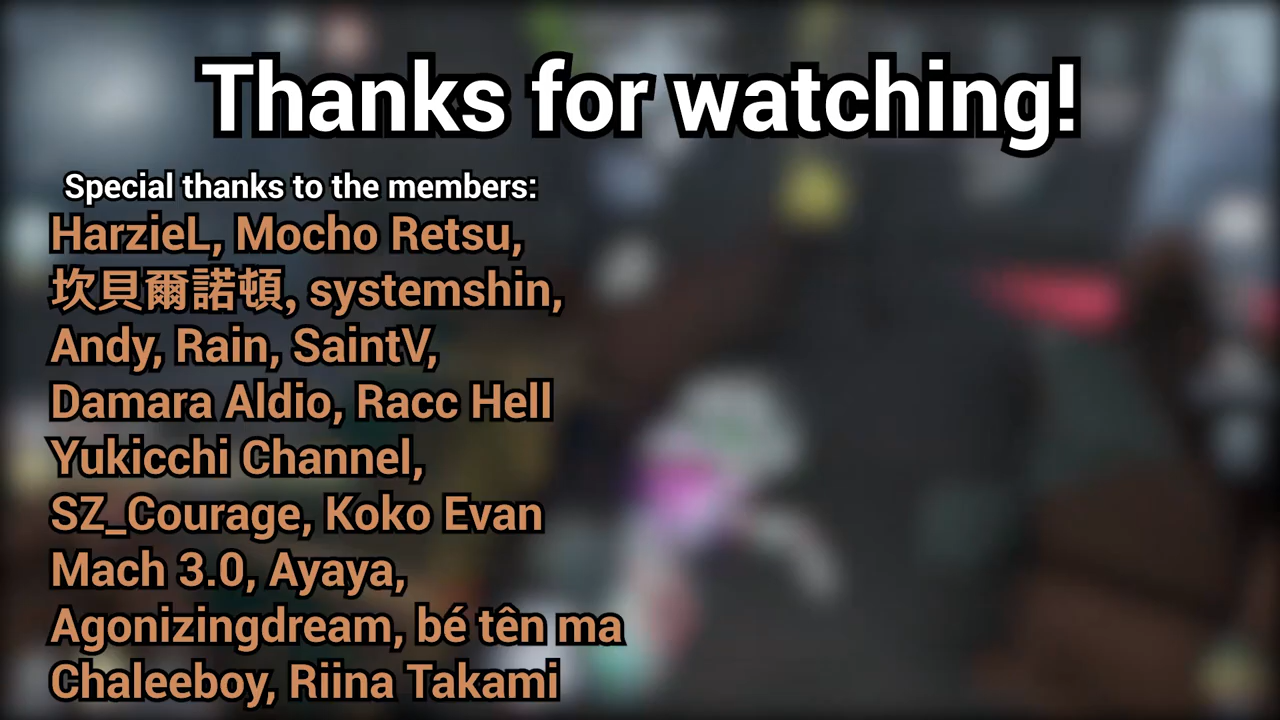 Thanks for watching!
Special thanks to the members:
HarzieL, Mocho Retsu,
坎貝爾諾頓, systemshin,
Andy, Rain, SaintV,
Damara Aldio, Racc Hell
Yukicchi Channel,
SZ_Courage, Koko Evan
Mach 3.0, Ayaya,
Agonizingdream, bé tên ma
Chaleeboy, Riina Takami